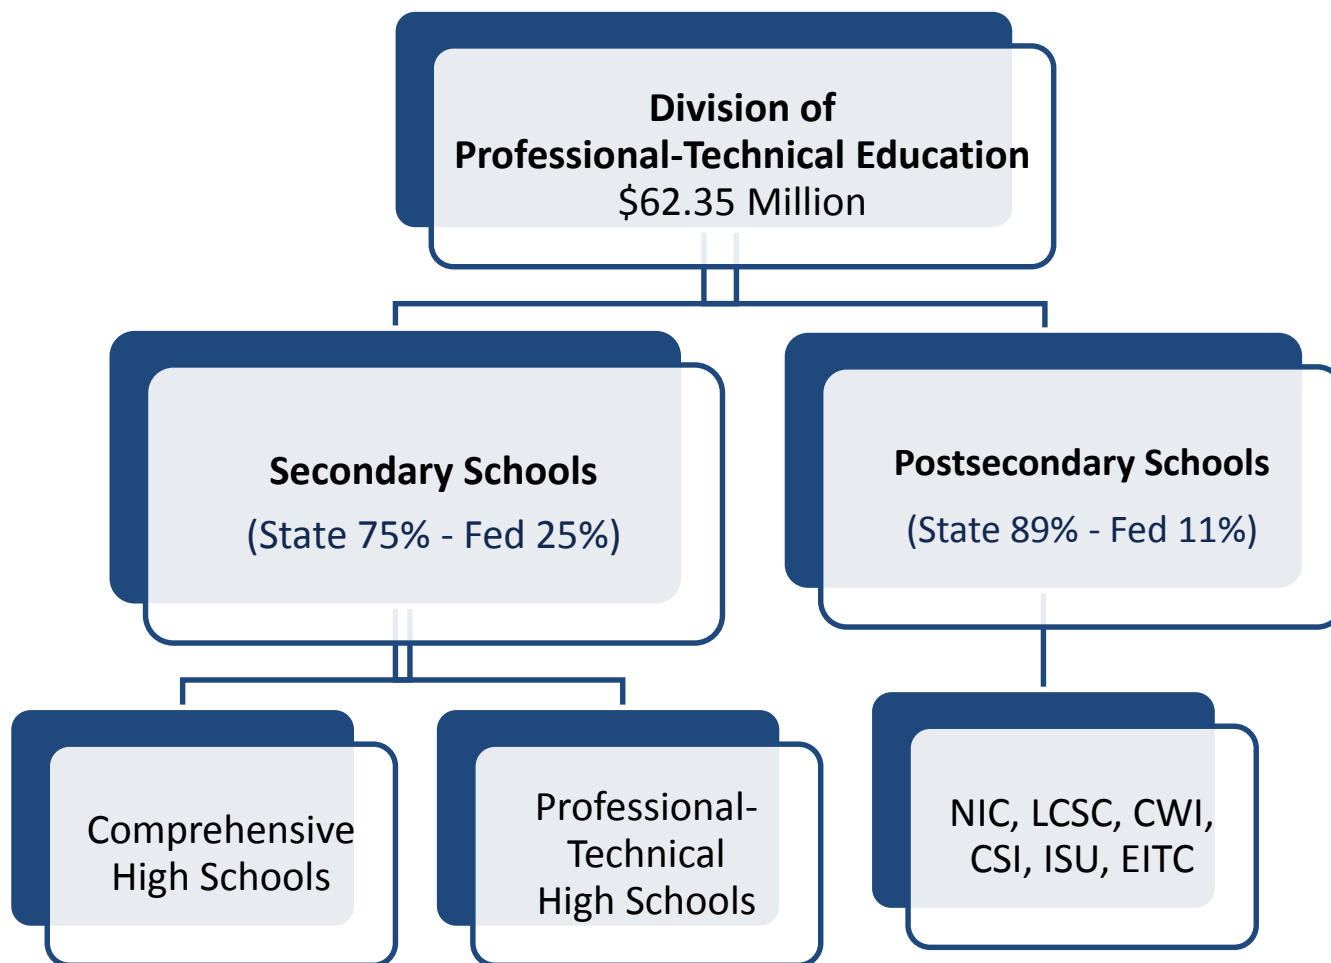 Division of
Professional-Technical Education
$62.35 Million
Secondary Schools
(State 75% - Fed 25%)
Postsecondary Schools
(State 89% - Fed 11%)
Comprehensive
High Schools
Professional-
Technical
High Schools
NIC, LCSC, CWI,
CSI, ISU, EITC